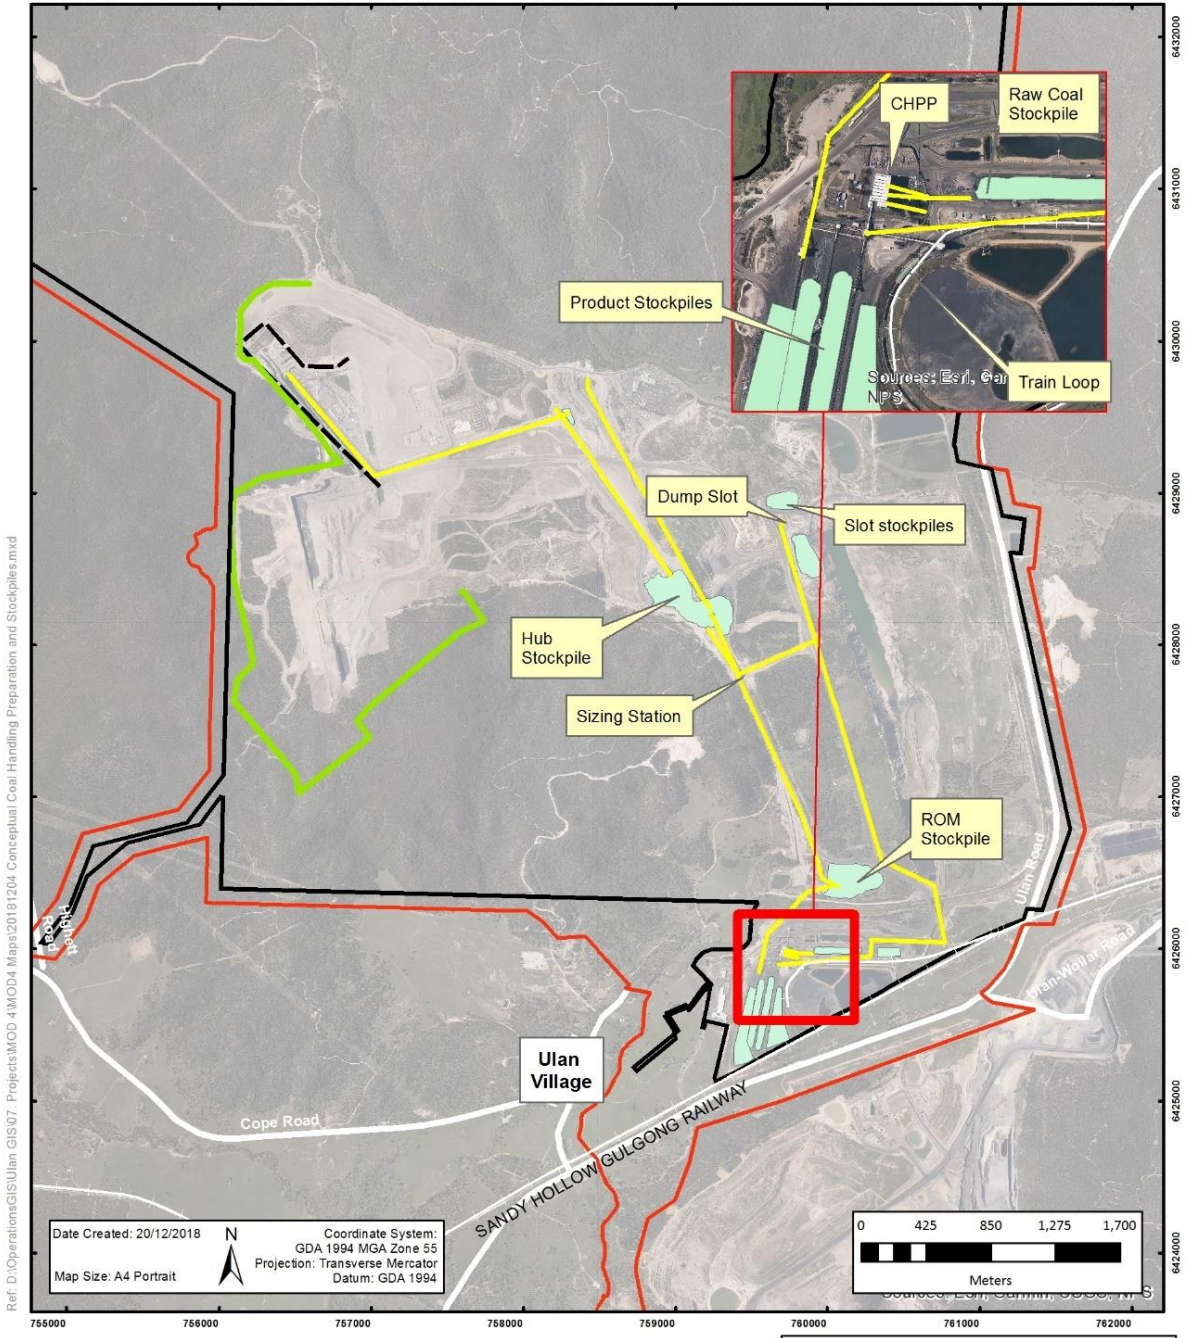 6432000
CHPP
Raw Coal
Stockpile
6431000
Product Stockpiles
6430000
Sources: Esri, Gar
NPS
Train Loop
Dump Slot
6429000
Slot stockpiles
Hub
Stockpile
6428000
Sizing Station
6427000
ROM
Stockpile
Ulan Road
Highett
Road
6426000
Ulan-Wollar Road
Ulan
Village
Cope Road
6425000
SANDY HOLLOW GULGONG RAILWAY
Date Created: 20/12/2018
N
Coordinate System:
GDA 1994 MGA Zone 55
Projection: Transverse Mercator
Map Size: A4 Portrait
Datum: GDA 1994
0 425 850 1,275 1,700
Meters
6424000
755000 756000 757000 758000 759000 760000 761000 762000
Ref: D:\OperationsGIS\Ulan GIS\07. Projects\MOD 4\MOD4 Maps\20181204 Conceptual Coal Handling Preparation and Stockpiles.mxd